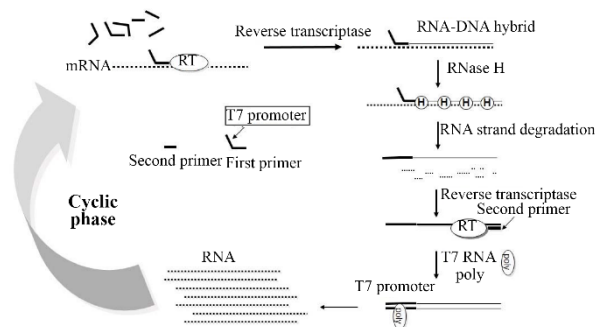 Reverse transcriptase
RNA-DNA hybrid
mRNA
RT
RNase H
H H H H
T7 promoter
RNA strand degradation
Second primer
First primer
Reverse transcriptase
Second primer
RT
Cyclic
phase
RNA
T7 RNA
poly
poly
T7 promoter
poly